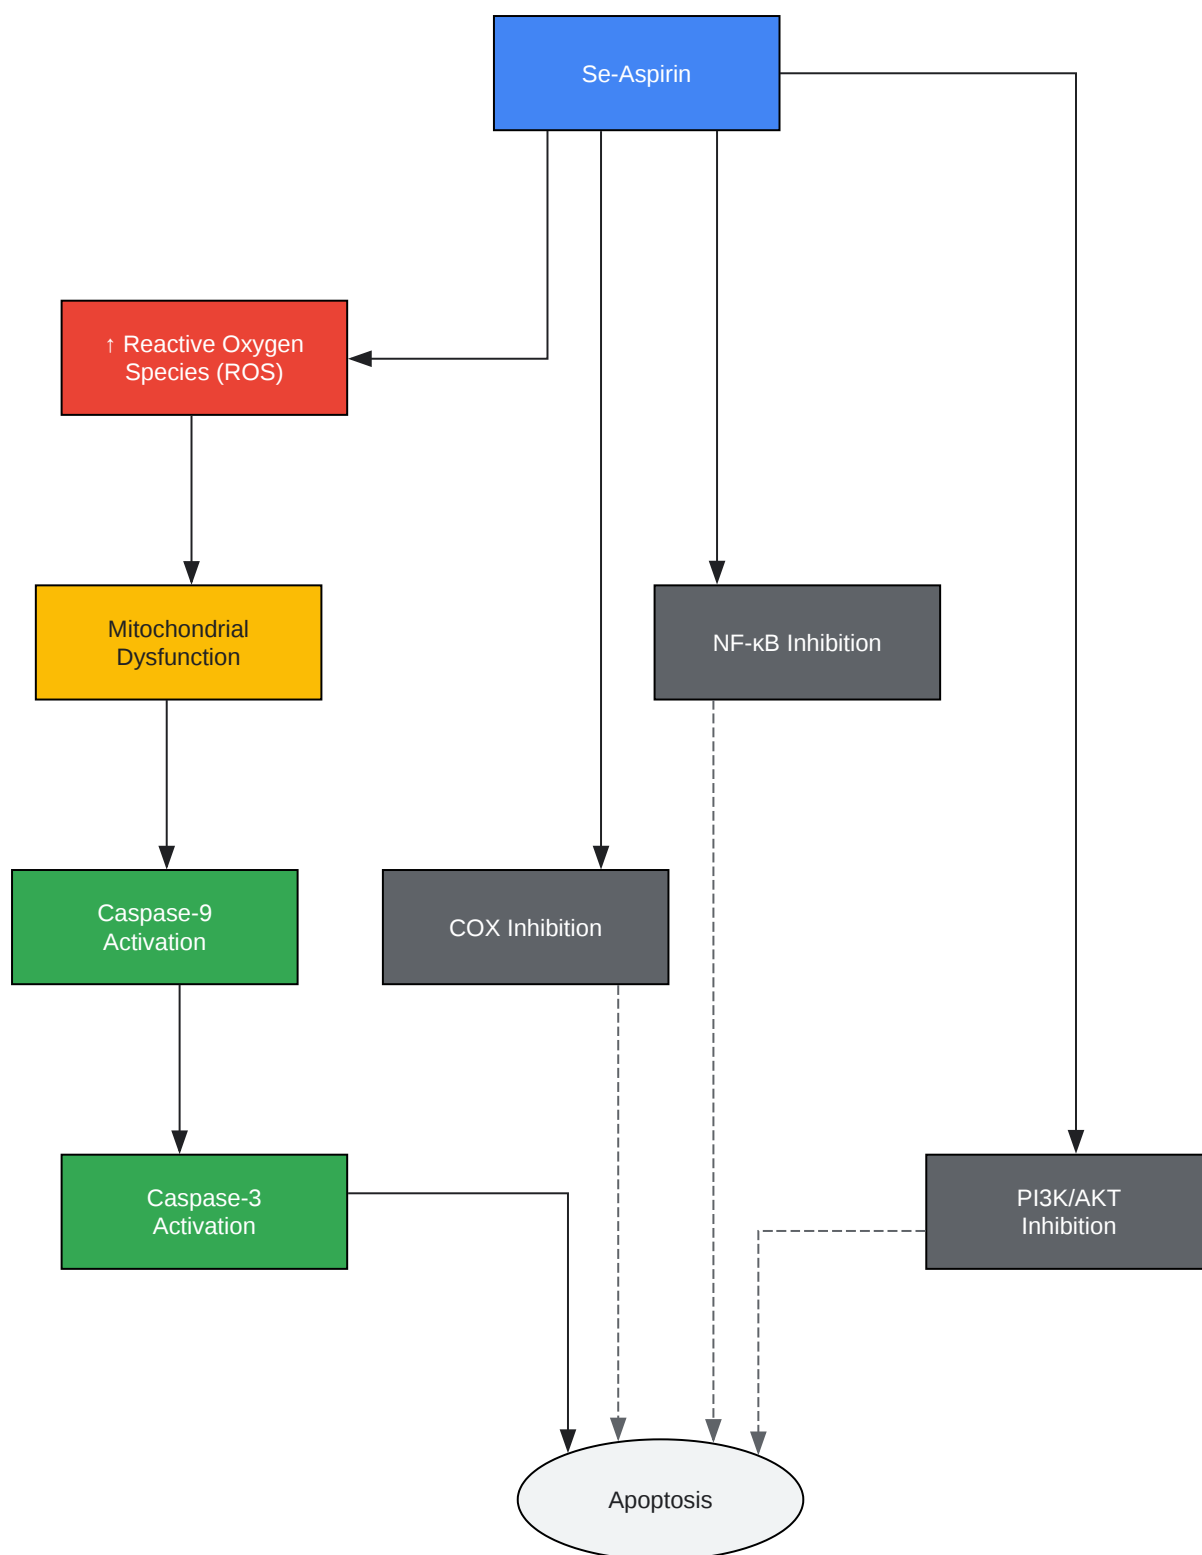 Se-Aspirin
↑ Reactive Oxygen
Species (ROS)
Mitochondrial
Dysfunction
NF-κB Inhibition
Caspase-9
Activation
COX Inhibition
Caspase-3
Activation
PI3K/AKT
Inhibition
Apoptosis